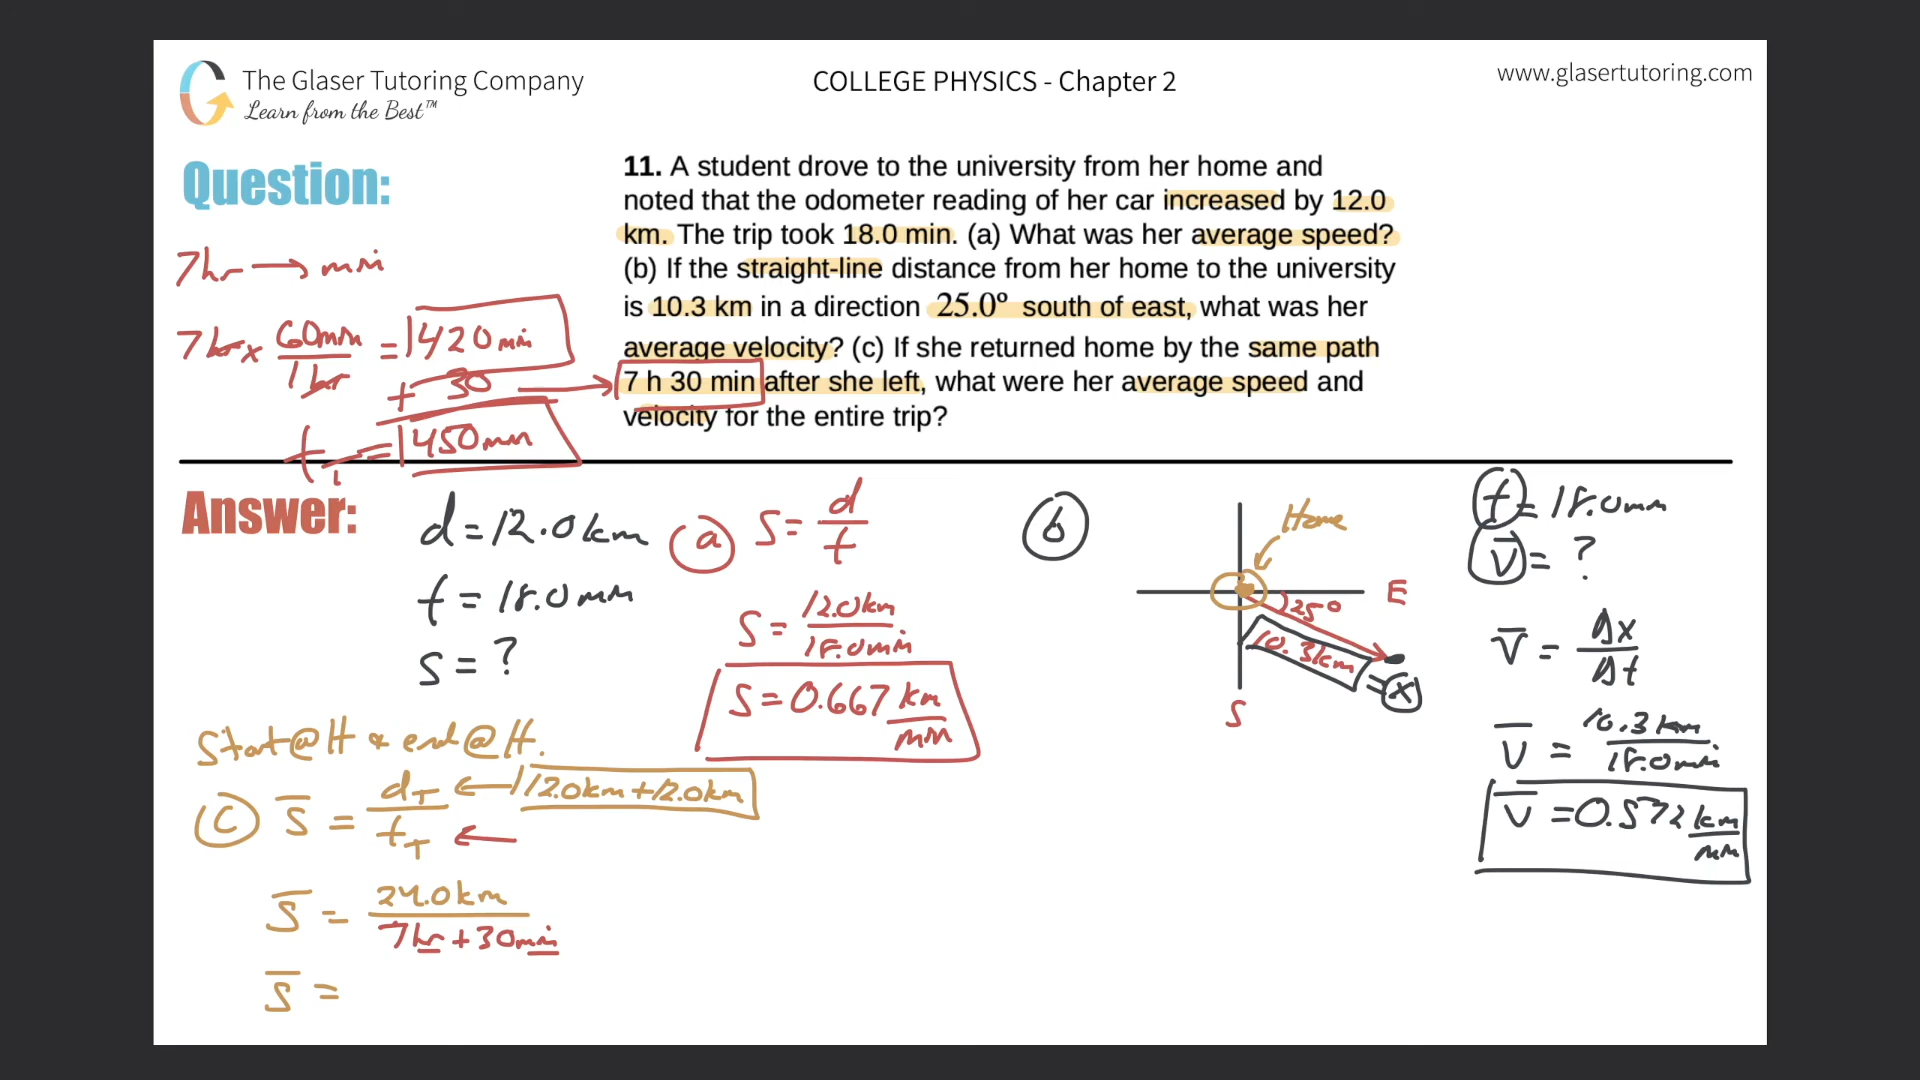 The Glaser Tutoring Company
Learn from the Best™
COLLEGE PHYSICS - Chapter 2
www.glasertutoring.com
Question:
11. A student drove to the university from her home and
noted that the odometer reading of her car increased by 12.0
km. The trip took 18.0 min. (a) What was her average speed?
(b) If the straight-line distance from her home to the university
is 10.3 km in a direction 25.0º south of east, what was her
average velocity? (c) If she returned home by the same path
7 h 30 min after she left, what were her average speed and
velocity for the entire trip?
7hr → min
7hr x 60min / 1hr = 420 min
+ 30
t = 450 min
Answer:
d = 12.0 km
t = 18.0 min
s = ?
(a) S = d / t
S = 12.0km / 18.0min
S = 0.667 km / min
(b)
Home
E
25°
10.3km = x
S
t = 18.0min
v̅ = ?
v̅ = Δx / Δt
v̅ = 10.3km / 18.0min
v̅ = 0.572 km / min
Start @ H & end @ H.
(c) s̅ = dT / tT ← 12.0km + 12.0km
s̅ = 24.0km / 7hr + 30min
s̅ =